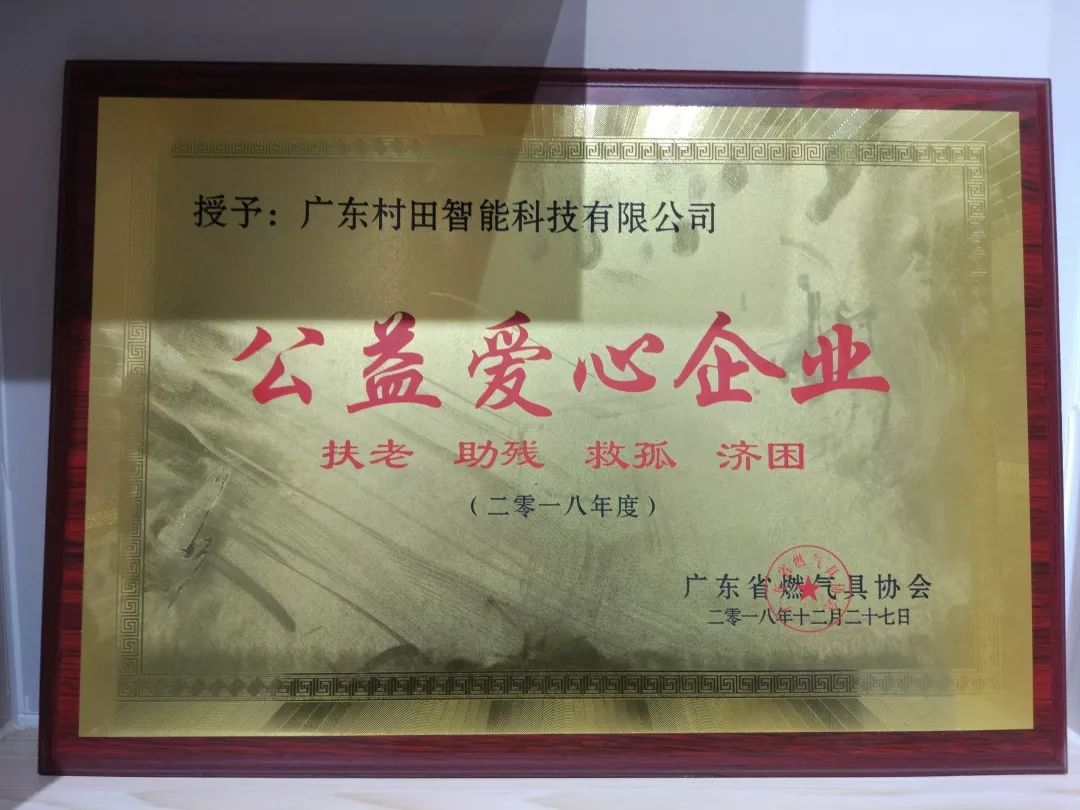 授予：广东村田智能科技有限公司
公益爱心企业
扶老 助残 救孤 济困
（二零一八年度）
广东省燃气具协会
二零一八年十二月二十七日